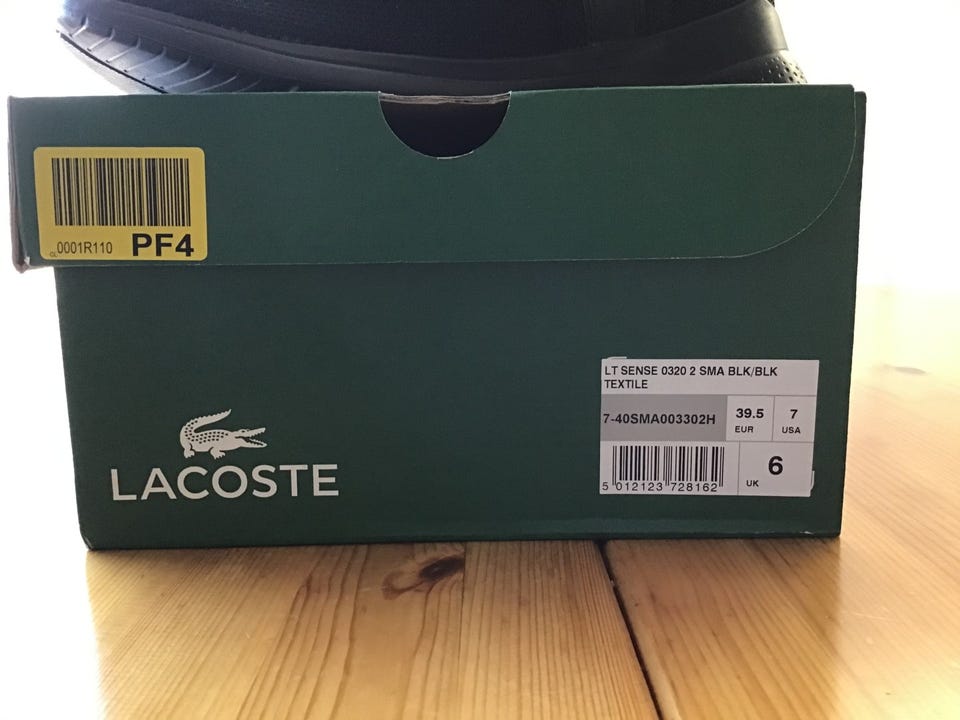 CL 0001R110 PF4
LACOSTE
LT SENSE 0320 2 SMA BLK/BLK
TEXTILE
7-40SMA003302H
39.5
EUR
7
USA
5 012123 728162
UK
6